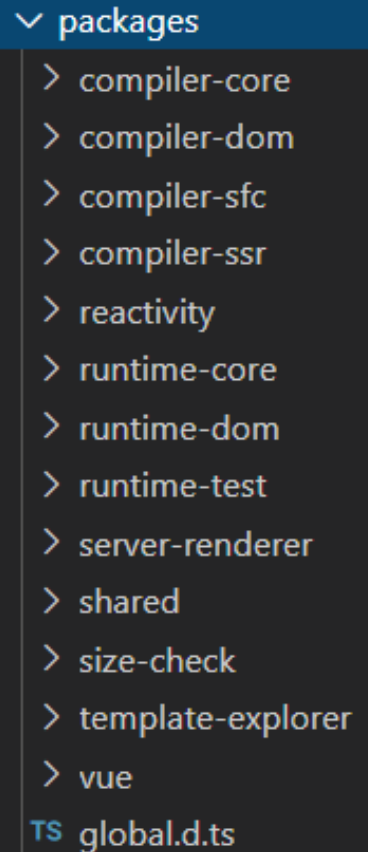 packages
compiler-core
compiler-dom
compiler-sfc
compiler-ssr
reactivity
runtime-core
runtime-dom
runtime-test
server-renderer
shared
size-check
template-explorer
vue
TS global.d.ts